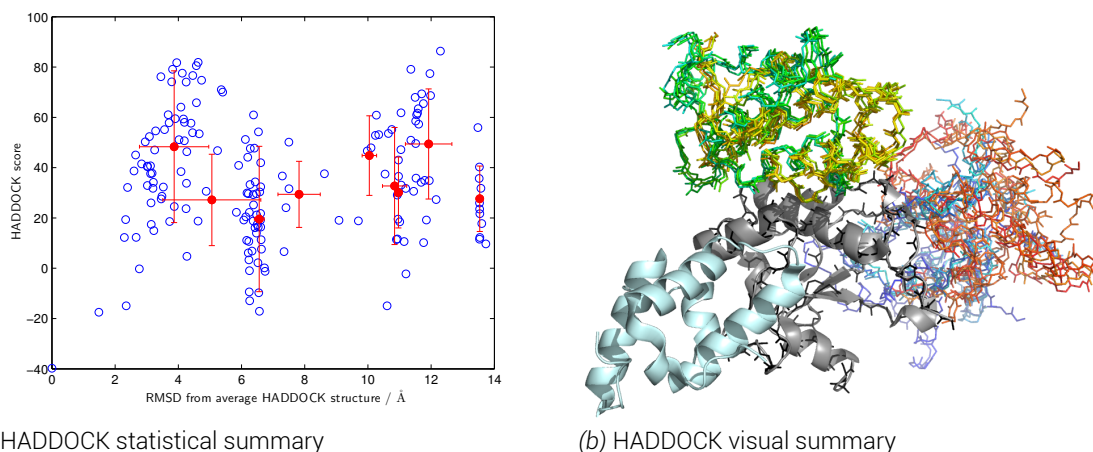 100
80
60
40
20
0
−20
−40
HADDOCK score
0 2 4 6 8 10 12 14
RMSD from average HADDOCK structure / Å
HADDOCK statistical summary
(b) HADDOCK visual summary